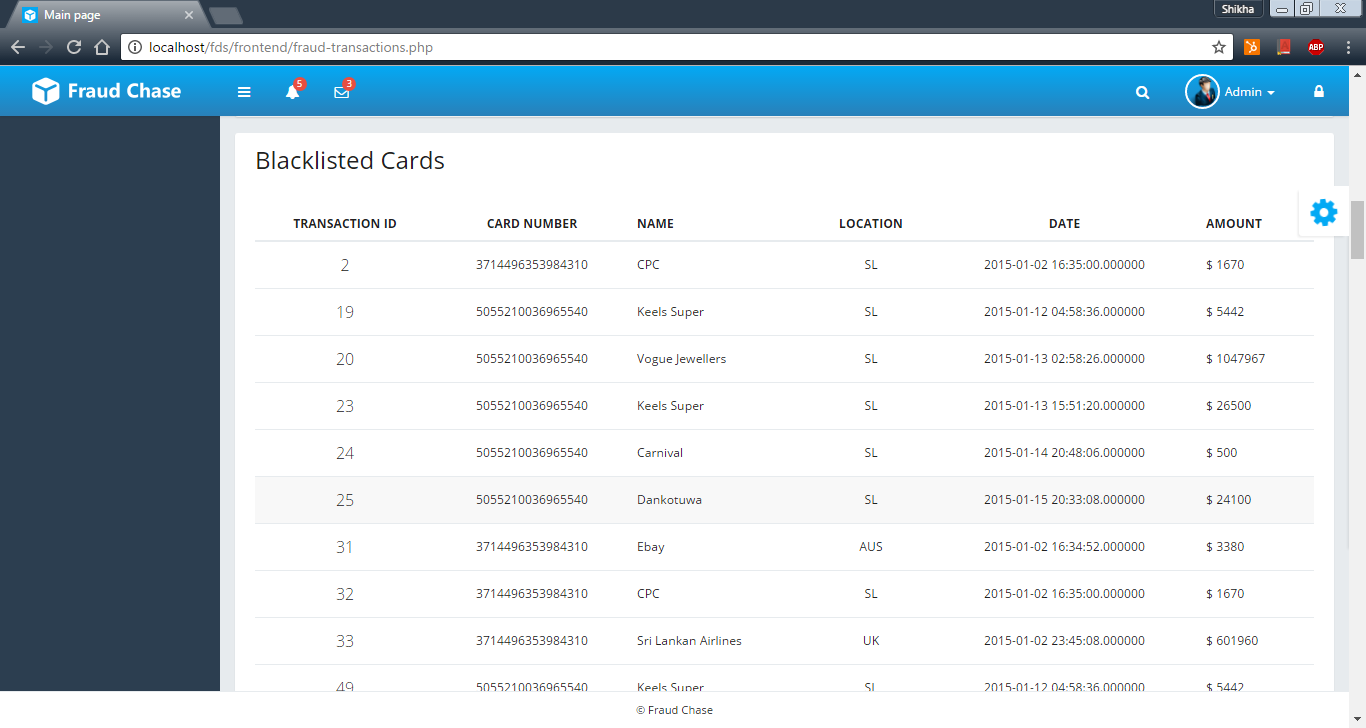 Main page
Shikha
localhost/fds/frontend/fraud-transactions.php
ABP
Fraud Chase
5
3
Admin
Blacklisted Cards
TRANSACTION ID CARD NUMBER NAME LOCATION DATE AMOUNT
2 3714496353984310 CPC SL 2015-01-02 16:35:00.000000 $ 1670
19 5055210036965540 Keels Super SL 2015-01-12 04:58:36.000000 $ 5442
20 5055210036965540 Vogue Jewellers SL 2015-01-13 02:58:26.000000 $ 1047967
23 5055210036965540 Keels Super SL 2015-01-13 15:51:20.000000 $ 26500
24 5055210036965540 Carnival SL 2015-01-14 20:48:06.000000 $ 500
25 5055210036965540 Dankotuwa SL 2015-01-15 20:33:08.000000 $ 24100
31 3714496353984310 Ebay AUS 2015-01-02 16:34:52.000000 $ 3380
32 3714496353984310 CPC SL 2015-01-02 16:35:00.000000 $ 1670
33 3714496353984310 Sri Lankan Airlines UK 2015-01-02 23:45:08.000000 $ 601960
49 5055210036965540 Keels Super SL 2015-01-12 04:58:36.000000 $ 5442
© Fraud Chase